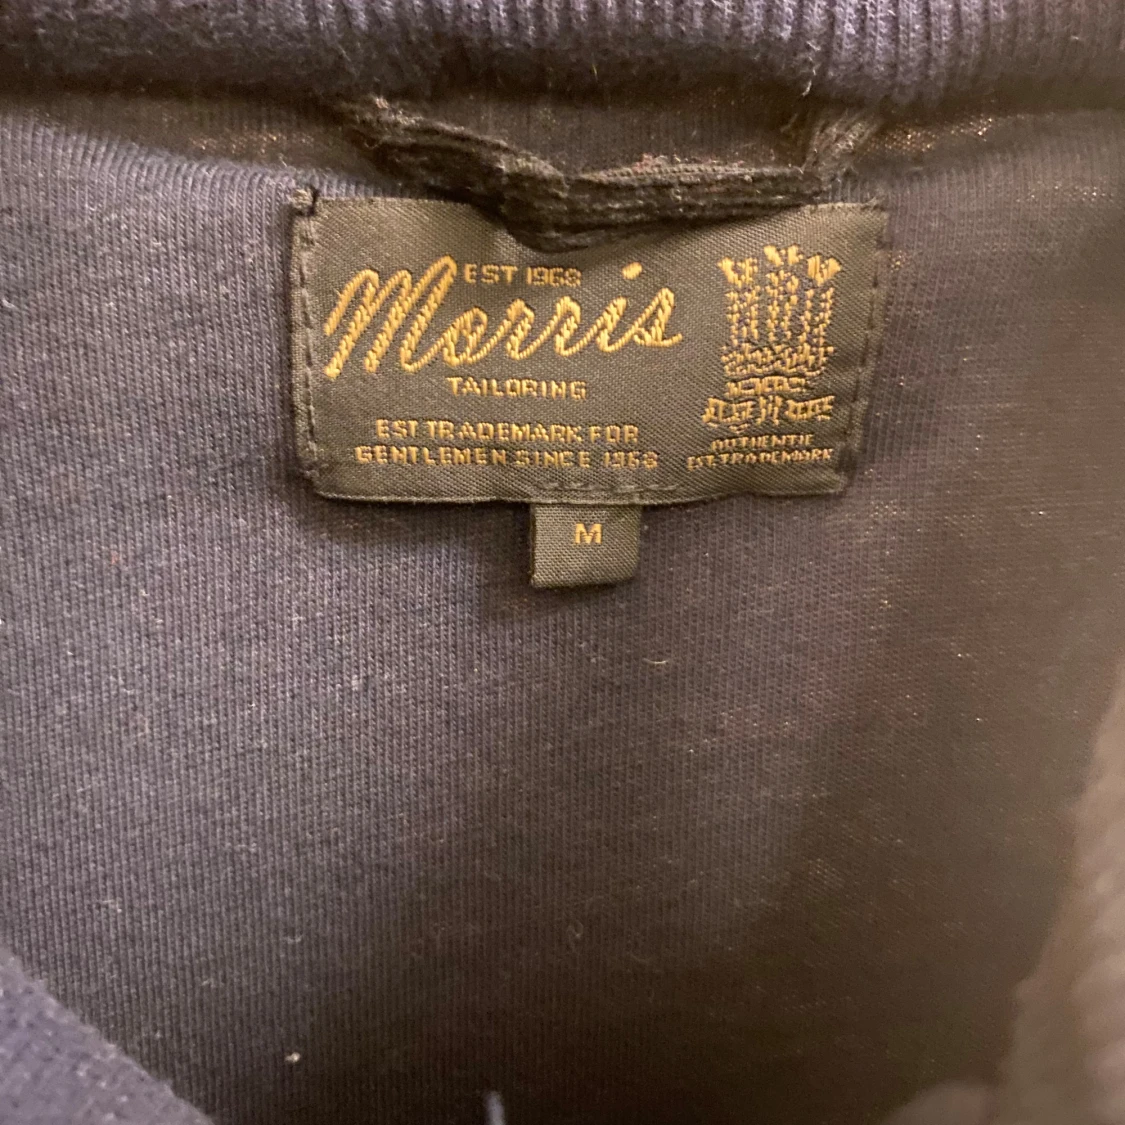 EST 1968
Morris
TAILORING
EST TRADEMARK FOR
GENTLEMEN SINCE 1968
AUTHENTIC
EST. TRADEMARK
M